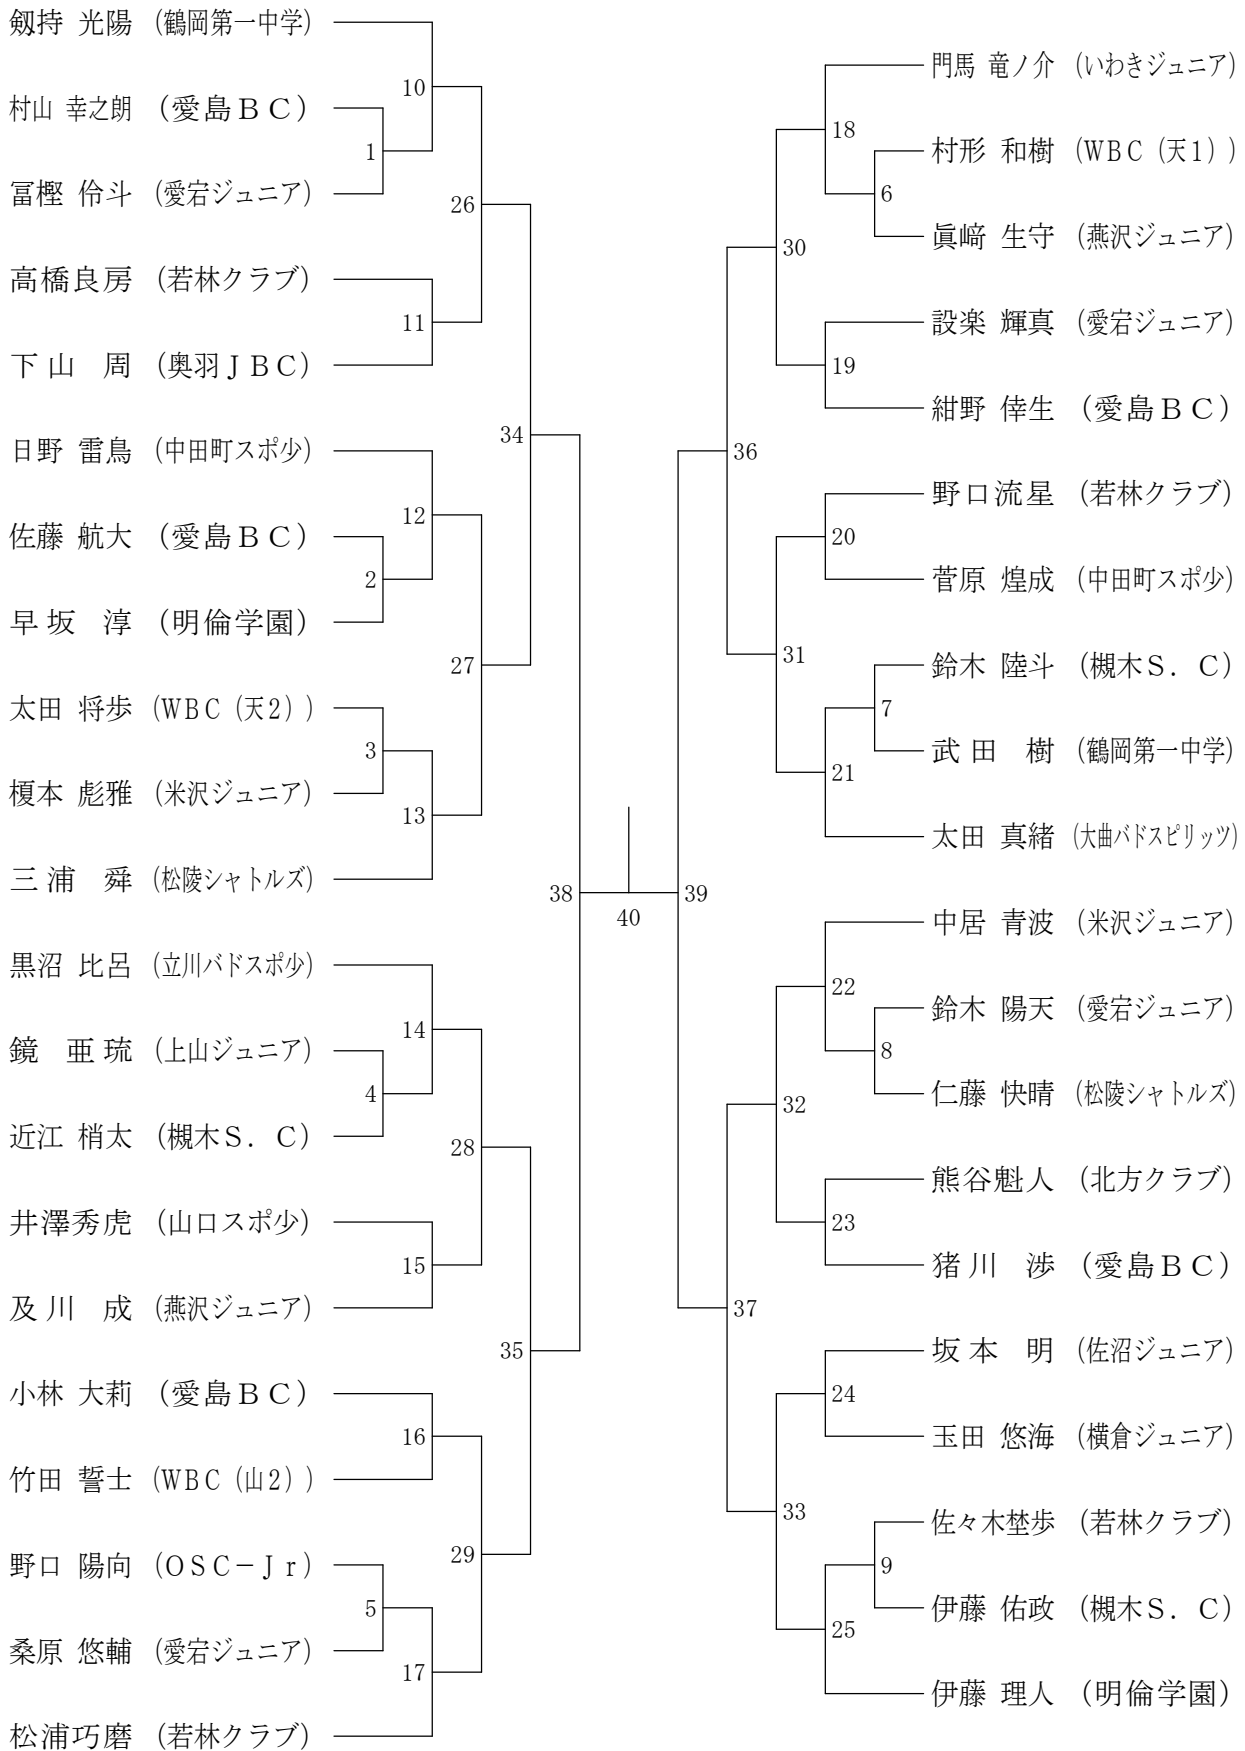 劔持 光陽 (鶴岡第一中学)
村山 幸之朗 (愛島ＢＣ)
冨樫 伶斗 (愛宕ジュニア)
高橋良房 (若林クラブ)
下山 周 (奥羽ＪＢＣ)
日野 雷鳥 (中田町スポ少)
佐藤 航大 (愛島ＢＣ)
早坂 淳 (明倫学園)
太田 将歩 (WBC (天2) )
榎本 彪雅 (米沢ジュニア)
三浦 舜 (松陵シャトルズ)
黒沼 比呂 (立川バドスポ少)
鏡 亜琉 (上山ジュニア)
近江 梢太 (槻木Ｓ．Ｃ)
井澤秀虎 (山口スポ少)
及川 成 (燕沢ジュニア)
小林 大莉 (愛島ＢＣ)
竹田 誓士 (WBC (山2) )
野口 陽向 (ＯＳＣ－Ｊｒ)
桑原 悠輔 (愛宕ジュニア)
松浦巧磨 (若林クラブ)
1
2
3
4
5
10
11
12
13
14
15
16
17
26
27
28
29
34
35
38
40
39
36
37
30
31
32
33
18
19
20
21
22
23
24
25
6
7
8
9
門馬 竜ノ介 (いわきジュニア)
村形 和樹 (WBC (天1) )
眞﨑 生守 (燕沢ジュニア)
設楽 輝真 (愛宕ジュニア)
紺野 倖生 (愛島ＢＣ)
野口流星 (若林クラブ)
菅原 煌成 (中田町スポ少)
鈴木 陸斗 (槻木Ｓ．Ｃ)
武田 樹 (鶴岡第一中学)
太田 真緒 (大曲バドスピリッツ)
中居 青波 (米沢ジュニア)
鈴木 陽天 (愛宕ジュニア)
仁藤 快晴 (松陵シャトルズ)
熊谷魁人 (北方クラブ)
猪川 渉 (愛島ＢＣ)
坂本 明 (佐沼ジュニア)
玉田 悠海 (横倉ジュニア)
佐々木埜歩 (若林クラブ)
伊藤 佑政 (槻木Ｓ．Ｃ)
伊藤 理人 (明倫学園)